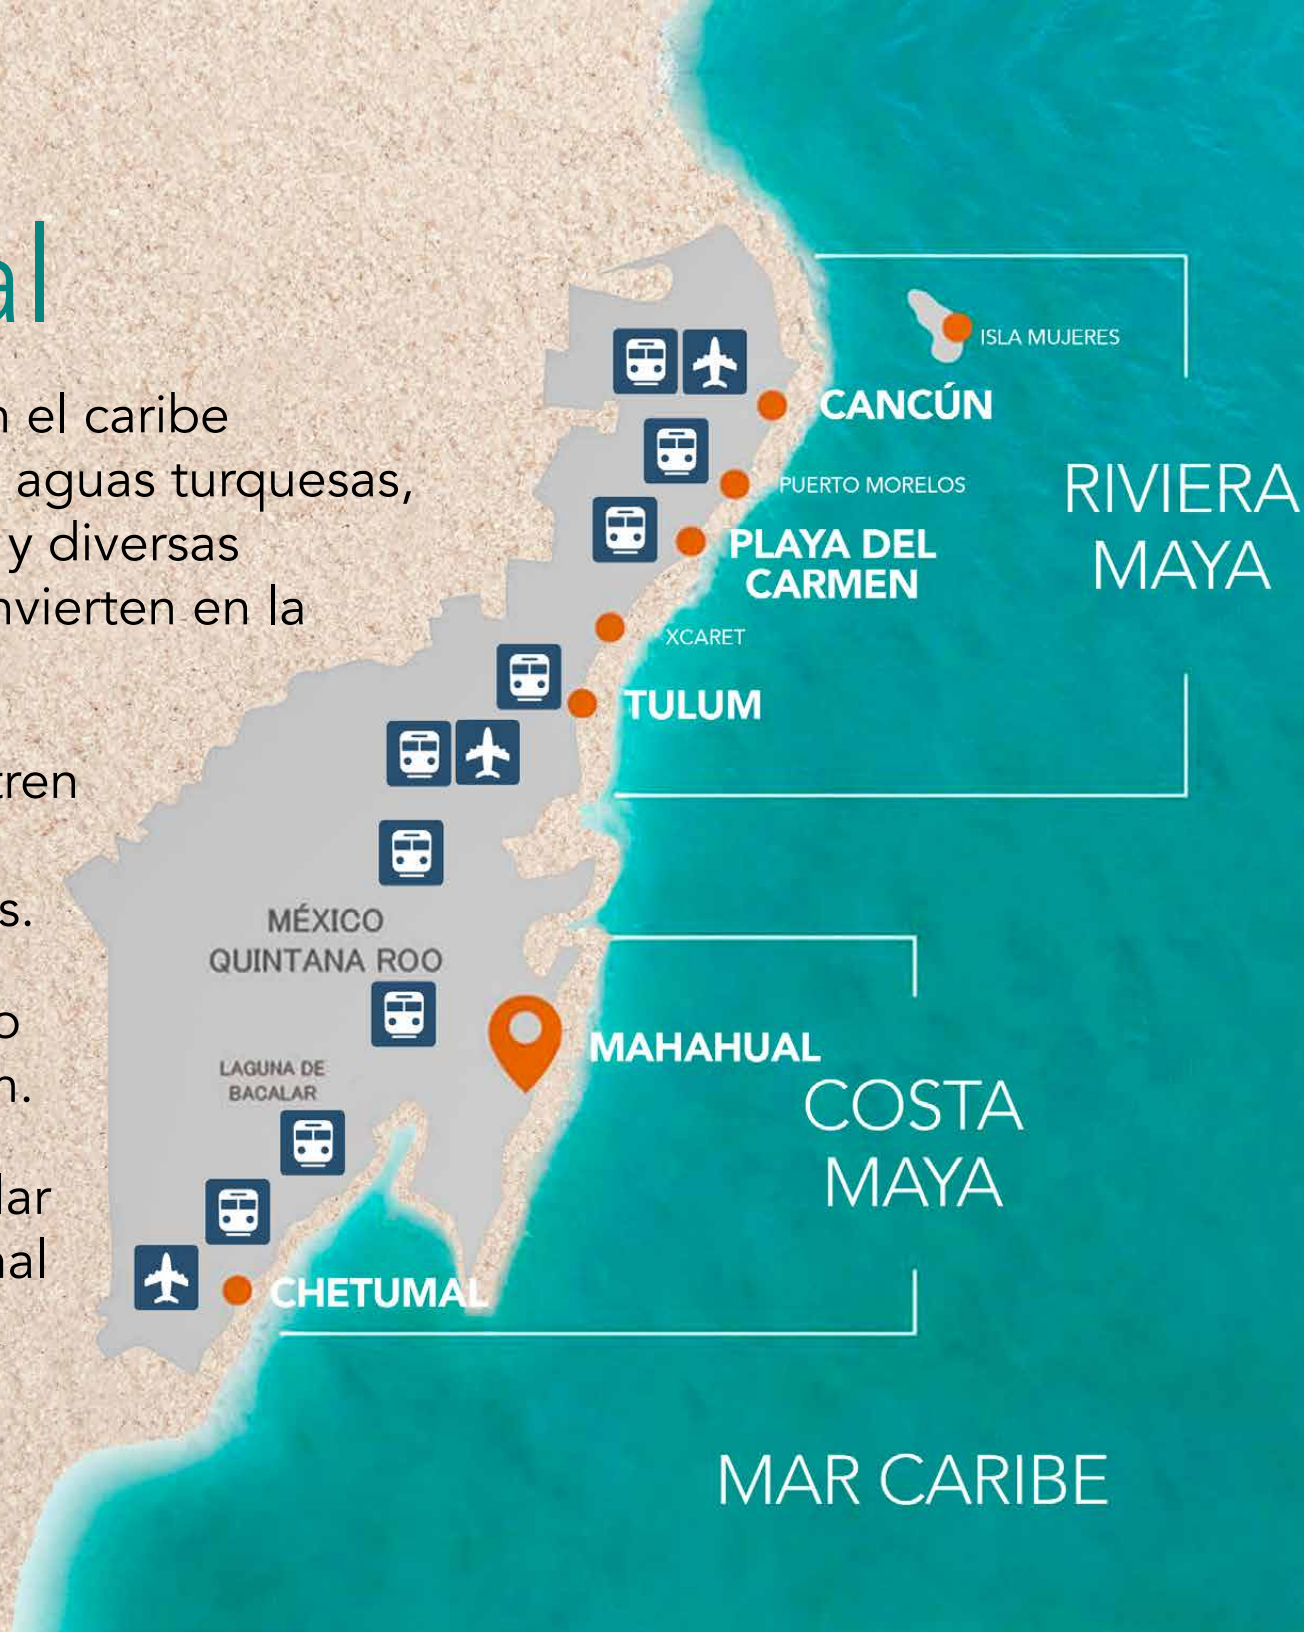 al
n el caribe
aguas turquesas,
y diversas
nvierten en la
tren
s.
o
n.
lar
nal
ISLA MUJERES
CANCÚN
PUERTO MORELOS
PLAYA DEL
CARMEN
XCARET
TULUM
RIVIERA
MAYA
MÉXICO
QUINTANA ROO
MAHAHUAL
LAGUNA DE
BACALAR
COSTA
MAYA
CHETUMAL
MAR CARIBE